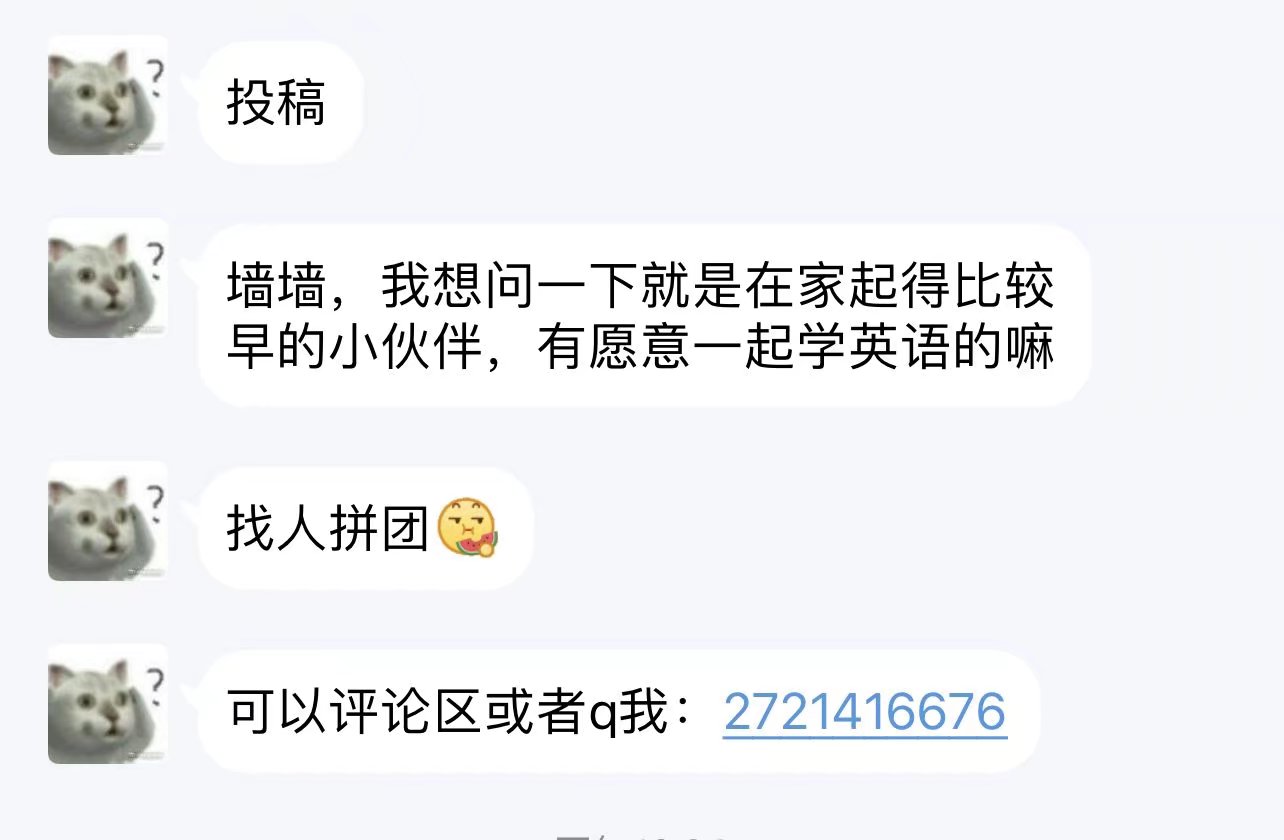 投稿
墙墙，我想问一下就是在家起得比较
早的小伙伴，有愿意一起学英语的嘛
找人拼团
可以评论区或者q我：2721416676